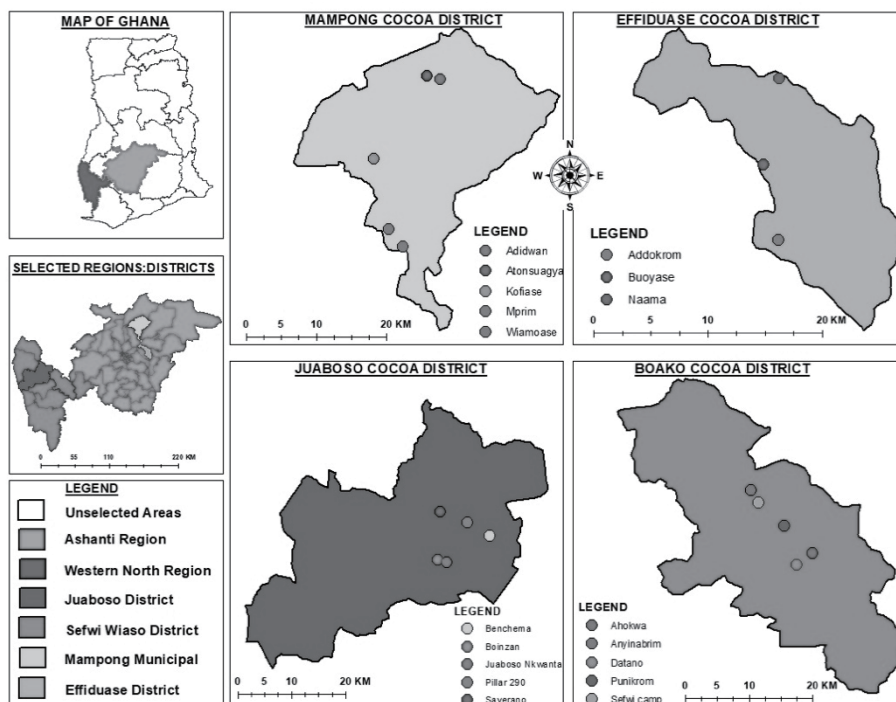 MAP OF GHANA
MAMPONG COCOA DISTRICT
N
W
E
S
LEGEND
Adidwan
Atonsuagya
Kofiase
Mprim
Wiamoase
0 5 10 20 KM
EFFIDUASE COCOA DISTRICT
LEGEND
Addokrom
Buoyase
Naama
0 5 10 20 KM
SELECTED REGIONS:DISTRICTS
0 55 110 220 KM
LEGEND
Unselected Areas
Ashanti Region
Western North Region
Juaboso District
Sefwi Wiaso District
Mampong Municipal
Effiduase District
JUABOSO COCOA DISTRICT
LEGEND
Benchema
Boinzan
Juaboso Nkwanta
Pillar 290
Sayerano
0 5 10 20 KM
BOAKO COCOA DISTRICT
LEGEND
Ahokwa
Anyinabrim
Datano
Punikrom
Sefwi camp
0 5 10 20 KM